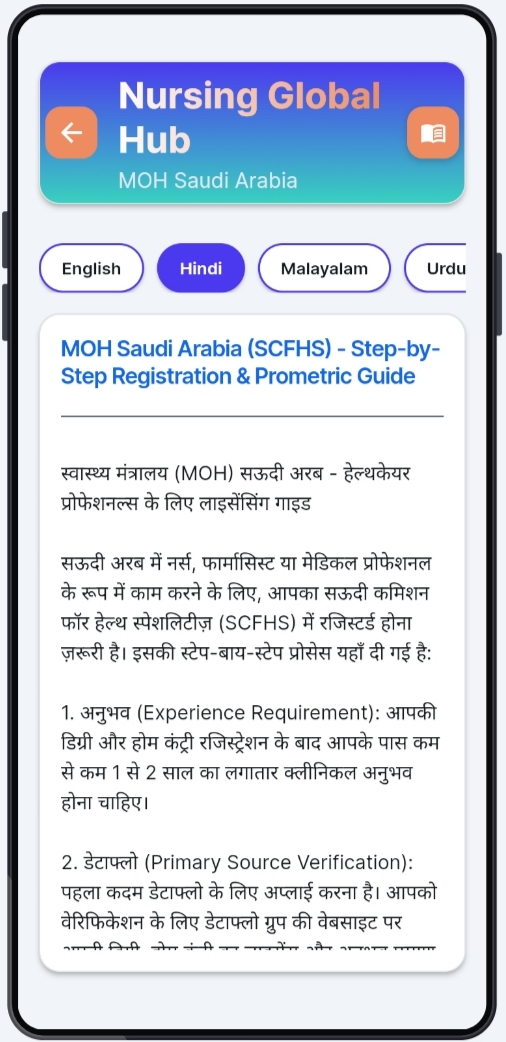 Nursing Global
Hub
MOH Saudi Arabia
English
Hindi
Malayalam
Urdu
MOH Saudi Arabia (SCFHS) - Step-by-
Step Registration & Prometric Guide
स्वास्थ्य मंत्रालय (MOH) सऊदी अरब - हेल्थकेयर
प्रोफेशनल्स के लिए लाइसेंसिंग गाइड
सऊदी अरब में नर्स, फार्मासिस्ट या मेडिकल प्रोफेशनल
के रूप में काम करने के लिए, आपका सऊदी कमिशन
फॉर हेल्थ स्पेशलिटीज़ (SCFHS) में रजिस्टर्ड होना
ज़रूरी है। इसकी स्टेप-बाय-स्टेप प्रोसेस यहाँ दी गई है:
1. अनुभव (Experience Requirement): आपकी
डिग्री और होम कंट्री रजिस्ट्रेशन के बाद आपके पास कम
से कम 1 से 2 साल का लगातार क्लीनिकल अनुभव
होना चाहिए।
2. डेटाफ्लो (Primary Source Verification):
पहला कदम डेटाफ्लो के लिए अप्लाई करना है। आपको
वेरिफिकेशन के लिए डेटाफ्लो ग्रुप की वेबसाइट पर